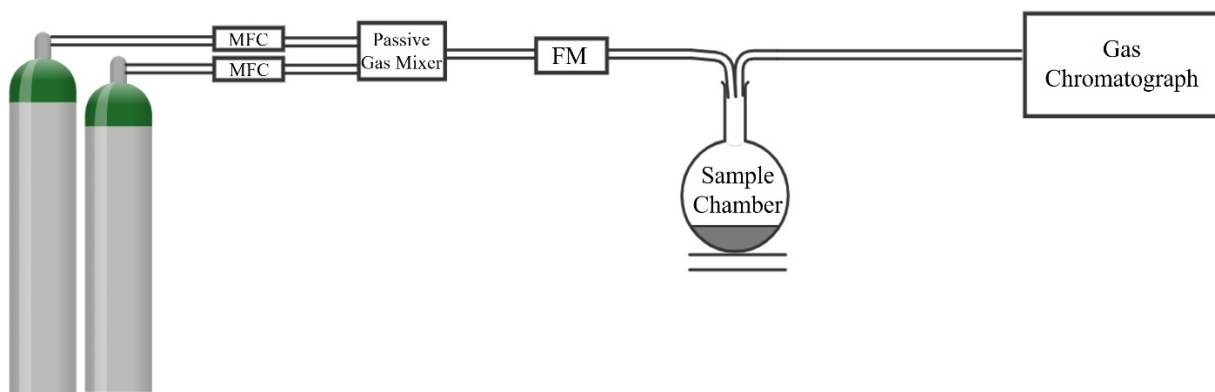 MFC
MFC
Passive
Gas Mixer
FM
Sample
Chamber
Gas
Chromatograph